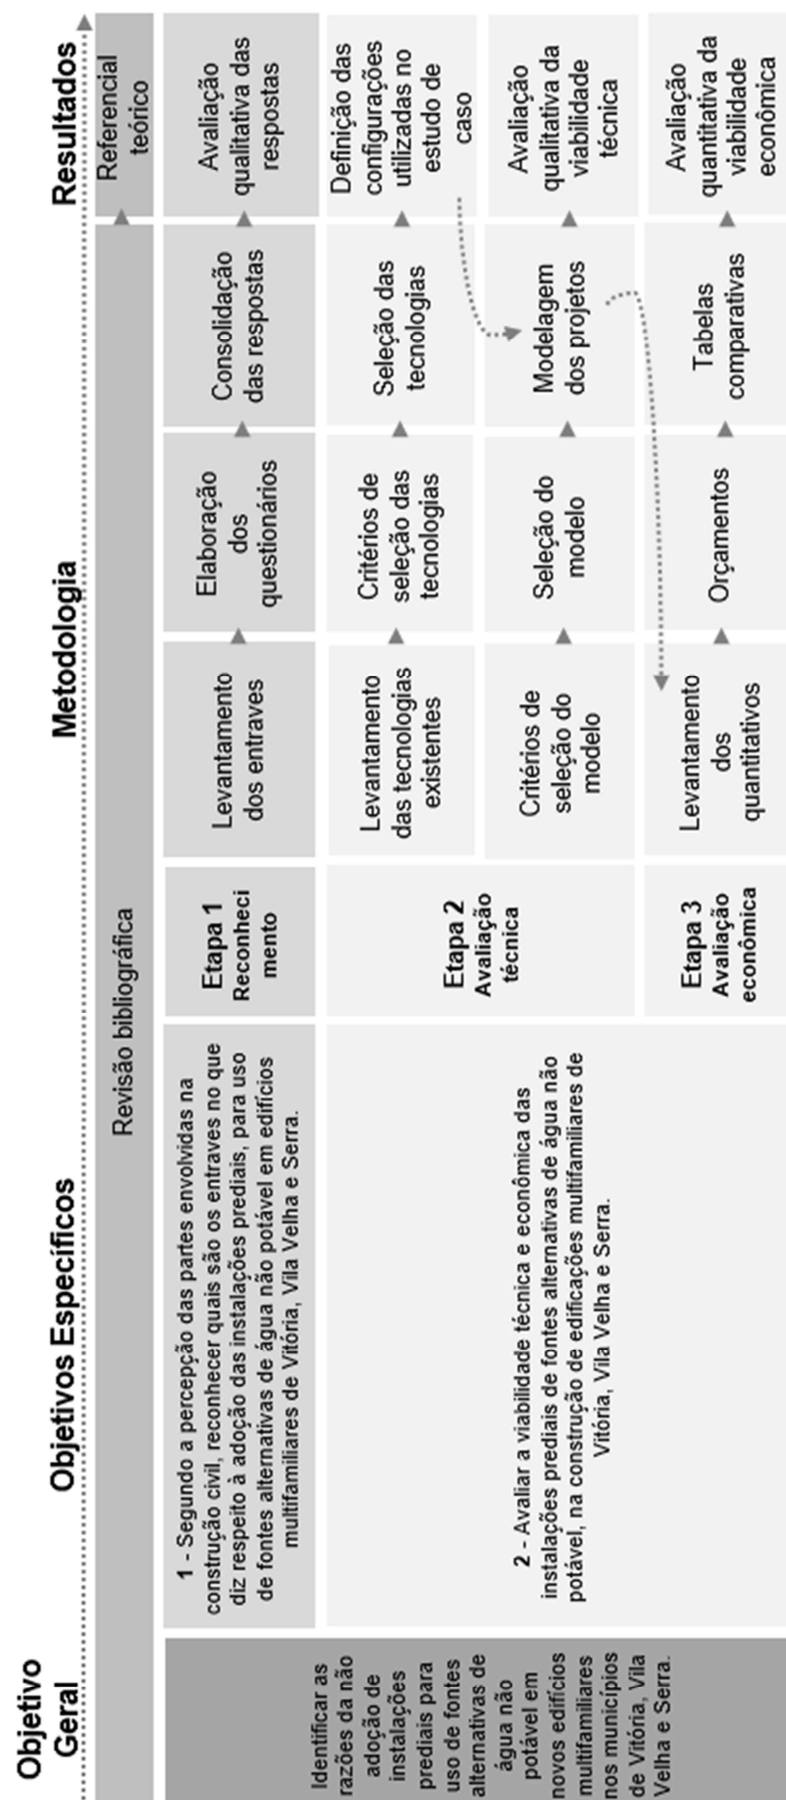 Objetivo
Geral
Objetivos Específicos
Metodologia
Resultados
Revisão bibliográfica
Referencial
teórico
Identificar as
razões da não
adoção de
instalações
prediais para
uso de fontes
alternativas de
água não
potável em
novos edifícios
multifamiliares
nos municípios
de Vitória, Vila
Velha e Serra.
1 - Segundo a percepção das partes envolvidas na
construção civil, reconhecer quais são os entraves no que
diz respeito à adoção das instalações prediais, para uso
de fontes alternativas de água não potável em edifícios
multifamiliares de Vitória, Vila Velha e Serra.
Etapa 1
Reconheci
mento
Levantamento
dos entraves
Elaboração
dos
questionários
Consolidação
das respostas
Avaliação
qualitativa das
respostas
2 - Avaliar a viabilidade técnica e econômica das
instalações prediais de fontes alternativas de água não
potável, na construção de edificações multifamiliares de
Vitória, Vila Velha e Serra.
Etapa 2
Avaliação
técnica
Levantamento
das tecnologias
existentes
Critérios de
seleção das
tecnologias
Seleção das
tecnologias
Definição das
configurações
utilizadas no
estudo de
caso
Critérios de
seleção do
modelo
Seleção do
modelo
Modelagem
dos projetos
Avaliação
qualitativa da
viabilidade
técnica
Etapa 3
Avaliação
econômica
Levantamento
dos
quantitativos
Orçamentos
Tabelas
comparativas
Avaliação
quantitativa da
viabilidade
econômica